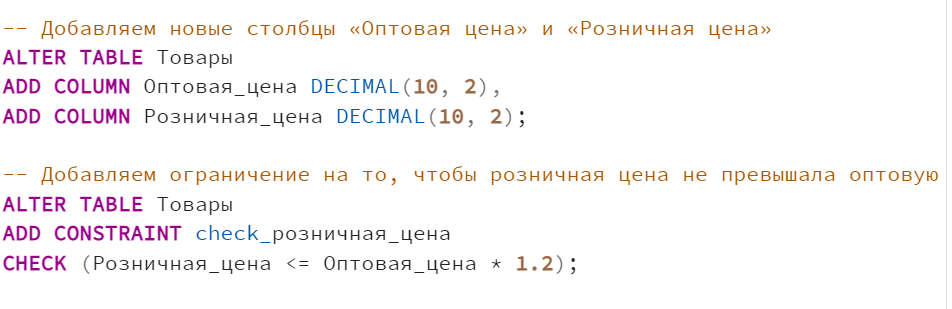 -- Добавляем новые столбцы «Оптовая цена» и «Розничная цена»
ALTER TABLE Товары
ADD COLUMN Оптовая_цена DECIMAL(10, 2),
ADD COLUMN Розничная_цена DECIMAL(10, 2);
-- Добавляем ограничение на то, чтобы розничная цена не превышала оптовую
ALTER TABLE Товары
ADD CONSTRAINT check_розничная_цена
CHECK (Розничная_цена <= Оптовая_цена * 1.2);